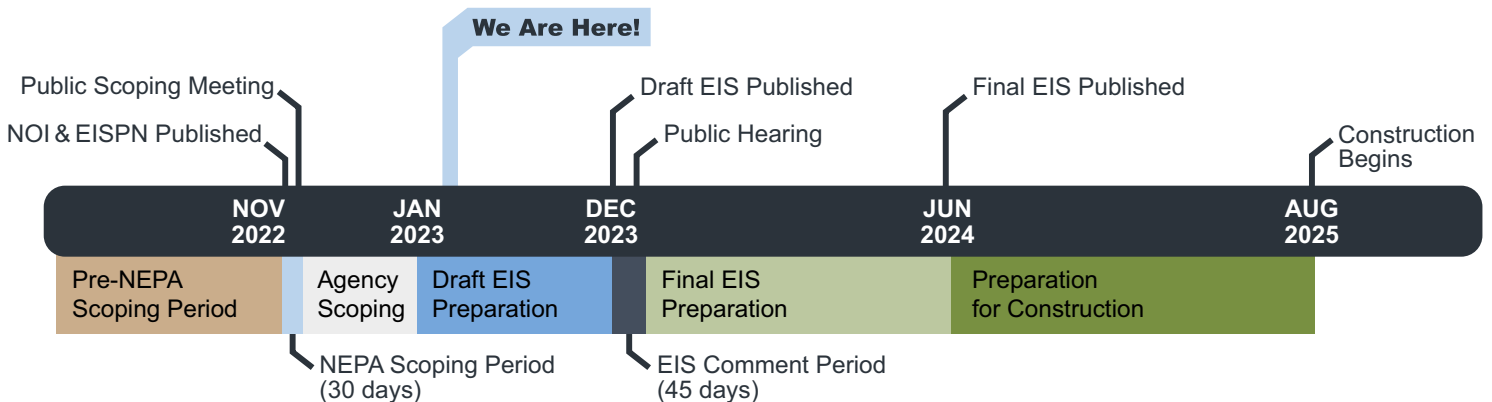 We Are Here!
Public Scoping Meeting
NOI & EISPN Published
Draft EIS Published
Public Hearing
Final EIS Published
Construction
Begins
NOV
2022
JAN
2023
DEC
2023
JUN
2024
AUG
2025
Pre-NEPA
Scoping Period
Agency
Scoping
Draft EIS
Preparation
Final EIS
Preparation
Preparation
for Construction
NEPA Scoping Period
(30 days)
EIS Comment Period
(45 days)